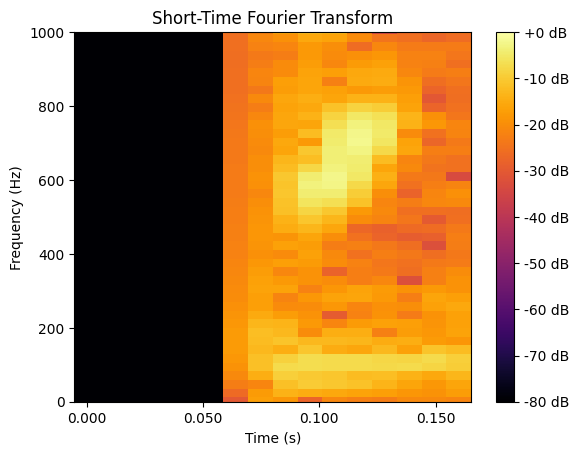 Short-Time Fourier Transform
1000
800
600
400
200
0
Frequency (Hz)
0.000
0.050
0.100
0.150
Time (s)
+0 dB
-10 dB
-20 dB
-30 dB
-40 dB
-50 dB
-60 dB
-70 dB
-80 dB